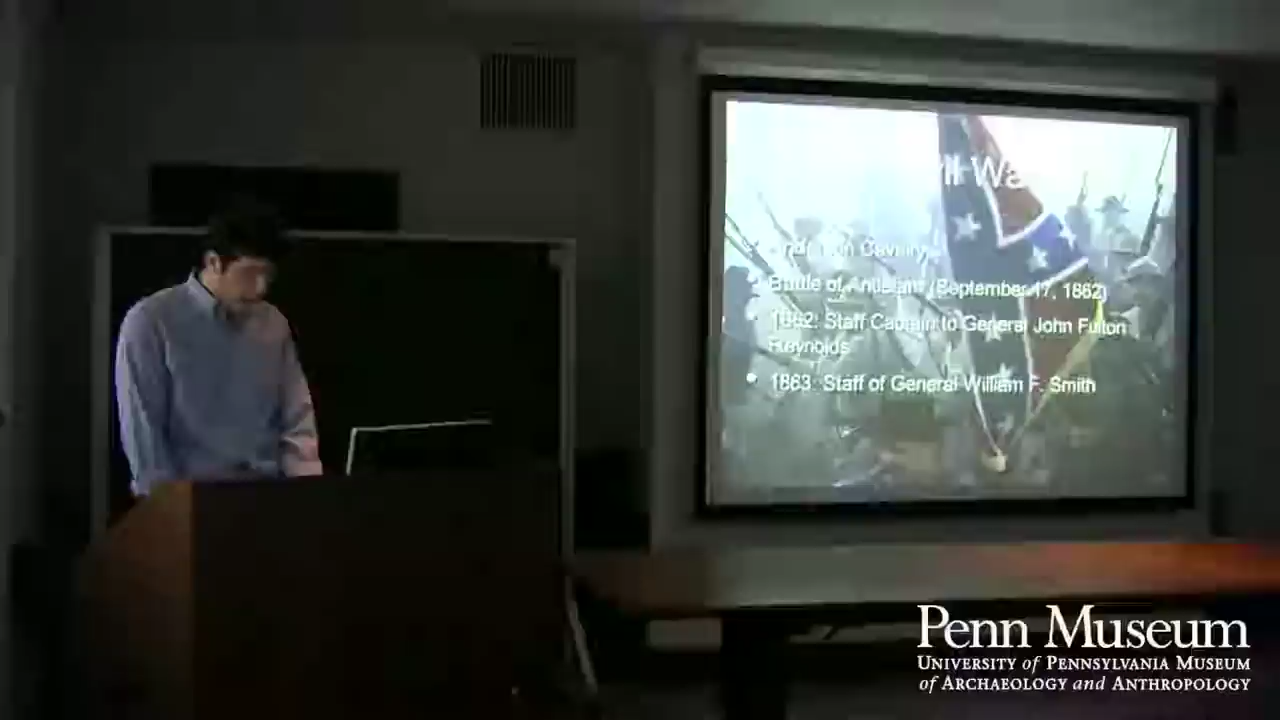 Cavalry
Battle of Antietam (September 17, 1862)
1862: Staff Captain to General John Fulton
Reynolds
1863: Staff of General William F. Smith
Penn Museum
UNIVERSITY of PENNSYLVANIA MUSEUM
of ARCHAEOLOGY and ANTHROPOLOGY